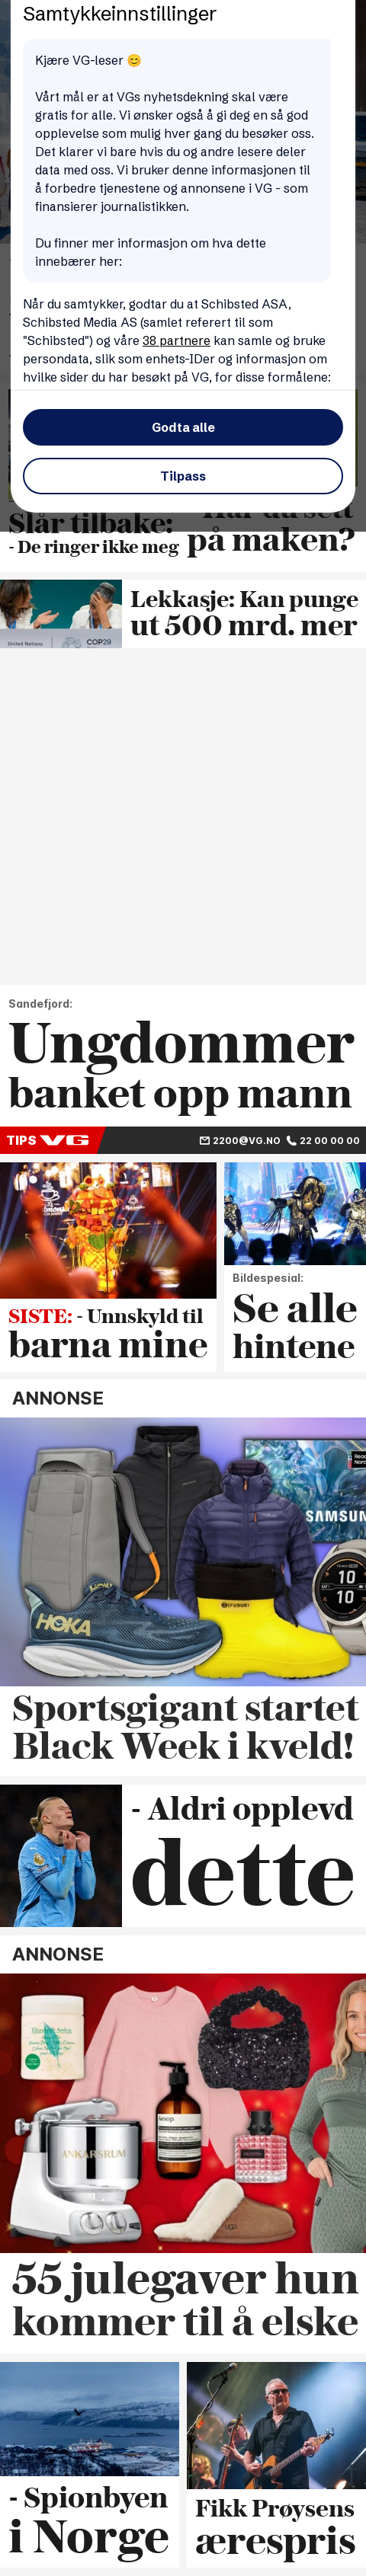 Samtykkeinnstillinger
Kjære VG-leser 😊
Vårt mål er at VGs nyhetsdekning skal være
gratis for alle. Vi ønsker også å gi deg en så god
opplevelse som mulig hver gang du besøker oss.
Det klarer vi bare hvis du og andre lesere deler
data med oss. Vi bruker denne informasjonen til
å forbedre tjenestene og annonsene i VG - som
finansierer journalistikken.
Du finner mer informasjon om hva dette
innebærer her:
Når du samtykker, godtar du at Schibsted ASA,
Schibsted Media AS (samlet referert til som
"Schibsted") og våre 38 partnere kan samle og bruke
persondata, slik som enhets-IDer og informasjon om
hvilke sider du har besøkt på VG, for disse formålene:
Godta alle
Tilpass
Slår tilbake:
- De ringer ikke meg
Har du sett
på maken?
United Nations
COP29
Lekkasje: Kan punge
ut 500 mrd. mer
Sandefjord:
Ungdommer
banket opp mann
TIPS VG
2200@VG.NO
22 00 00 00
SISTE: - Unnskyld til
barna mine
Bildespesial:
Se alle
hintene
ANNONSE
SAMSUNG
HOKA
10
10
Sportsgigant startet
Black Week i kveld!
- Aldri opplevd
dette
ANNONSE
Aesop.
ANKARSRUM
55 julegaver hun
kommer til å elske
- Spionbyen
i Norge
Fikk Prøysens
ærespris